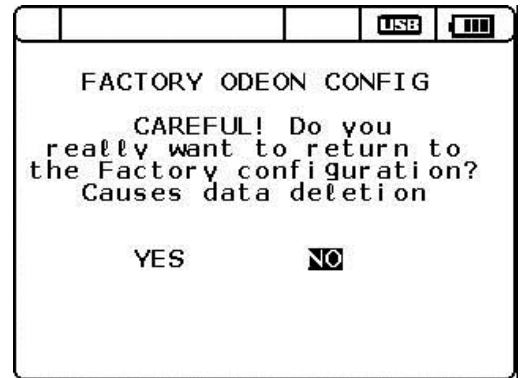 USB
FACTORY ODEON CONFIG
CAREFUL! Do you
really want to return to
the Factory configuration?
Causes data deletion
YES NO